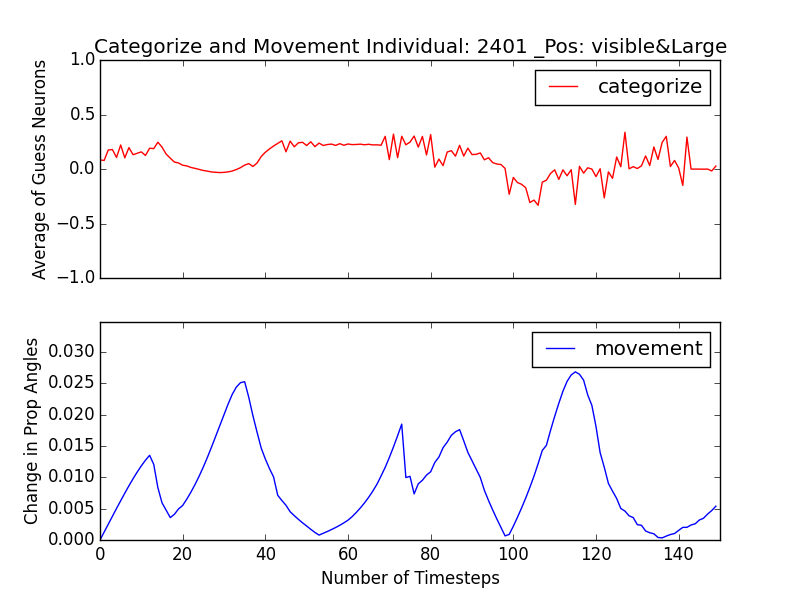 Categorize and Movement Individual: 2401 _Pos: visible&Large
1.0
0.5
0.0
−0.5
−1.0
Average of Guess Neurons
categorize
0.030
0.025
0.020
0.015
0.010
0.005
0.000
Change in Prop Angles
movement
0 20 40 60 80 100 120 140
Number of Timesteps